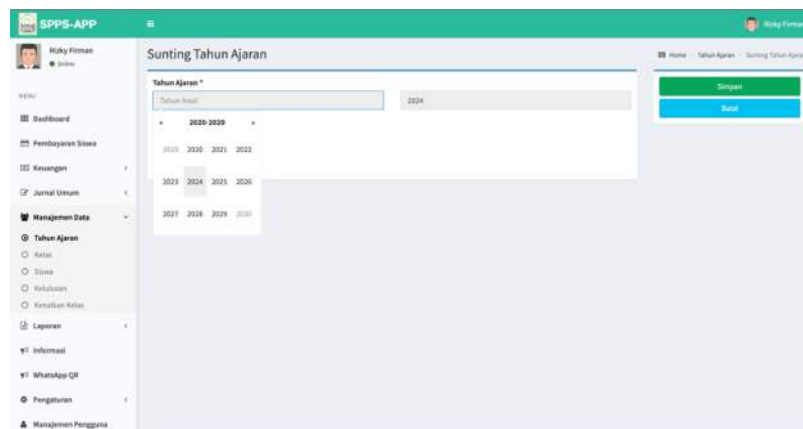 SPPS-APP
Rizky Firman
Rizky Firman
Online
MENU
Dashboard
Pembayaran Siswa
Keuangan
Jurnal Umum
Manajemen Data
Tahun Ajaran
Kelas
Siswa
Kelulusan
Kenaikan Kelas
Laporan
Informasi
WhatsApp QR
Pengaturan
Manajemen Pengguna
Sunting Tahun Ajaran
Home - Tahun Ajaran - Sunting Tahun Ajaran
Tahun Ajaran *
Tahun Awal
2024
« 2020-2029 »
2019 2020 2021 2022
2023 2024 2025 2026
2027 2028 2029 2030
Simpan
Batal